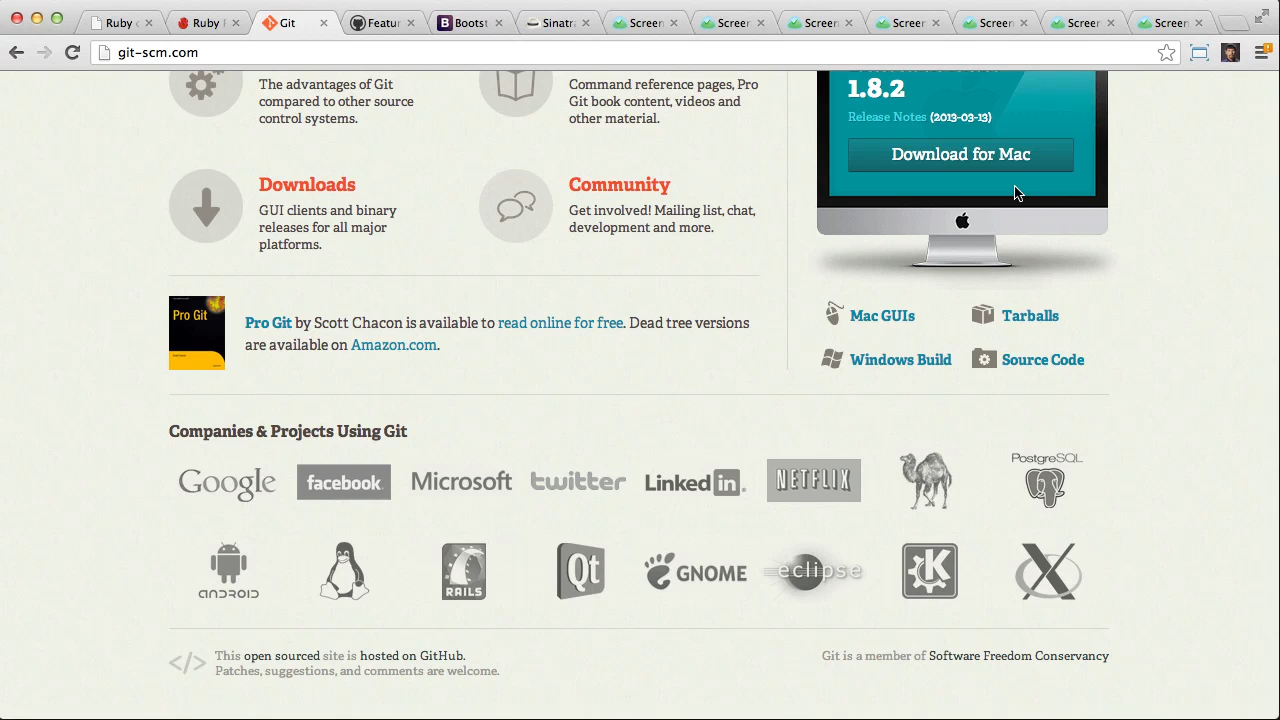 Ruby
Ruby
Git
Featur
Bootst
Sinatr
Screen
Screen
Screen
Screen
Screen
Screen
Screen
git-scm.com
The advantages of Git
compared to other source
control systems.
Command reference pages, Pro
Git book content, videos and
other material.
1.8.2
Release Notes (2013-03-13)
Download for Mac
Downloads
GUI clients and binary
releases for all major
platforms.
Community
Get involved! Mailing list, chat,
development and more.
Pro Git
Pro Git by Scott Chacon is available to read online for free. Dead tree versions
are available on Amazon.com.
Mac GUIs
Tarballs
Windows Build
Source Code
Companies & Projects Using Git
Google
facebook
Microsoft
twitter
Linked in
NETFLIX
PostgreSQL
ANDROID
RAILS
Qt
GNOME
eclipse
K
X
</> This open sourced site is hosted on GitHub.
Patches, suggestions, and comments are welcome.
Git is a member of Software Freedom Conservancy